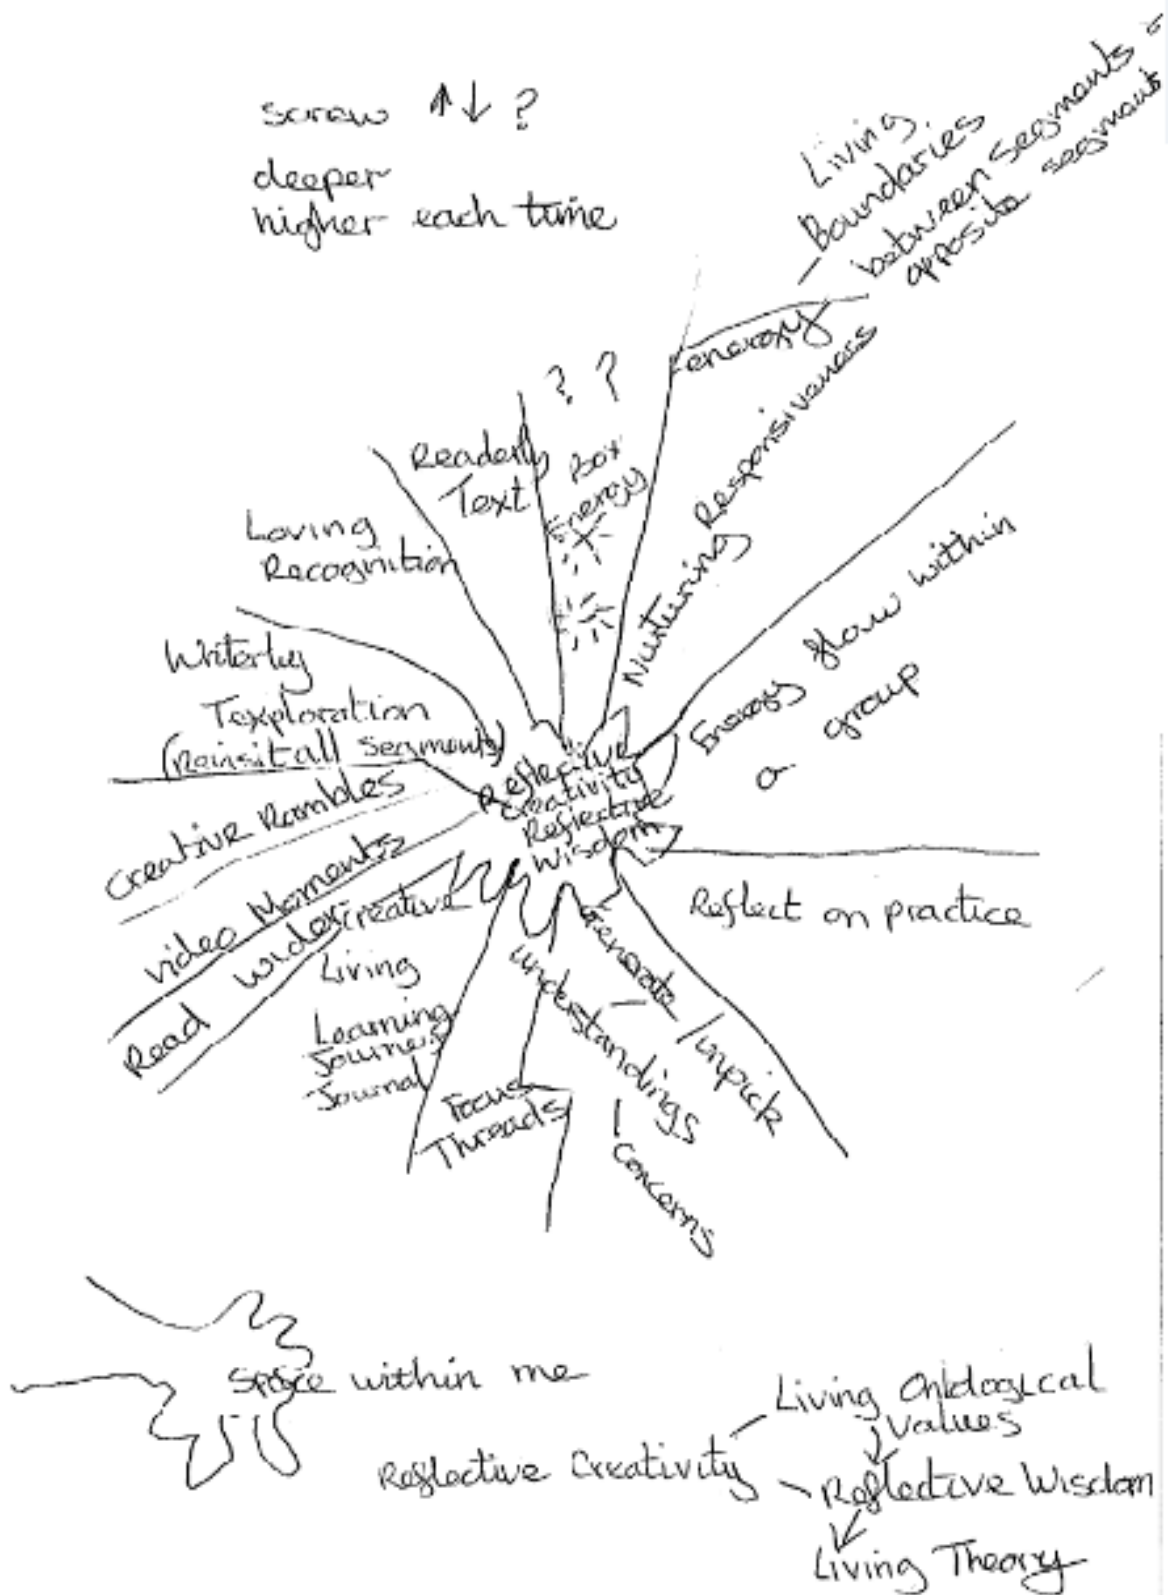 screw ↑↓ ?
deeper
higher each time
Living
Boundaries
between segments
opposite segment
energy
Nurturing Responsiveness
? ?
Box
Energy
Readerly
Text
Loving
Recognition
Writerly
Texploration
all segments)
Creative Rambles
Video Moments
Read wider
Creative
Living
Learning
Journey
Journal
Focus
Threads
Generate / unpick
understandings
concerns
Reflect on practice
Energy flow within
a group
Reflective
Creativity
Reflective
Wisdom
Space within me
Reflective Creativity
Living Ontological
values
Reflective Wisdom
Living Theory